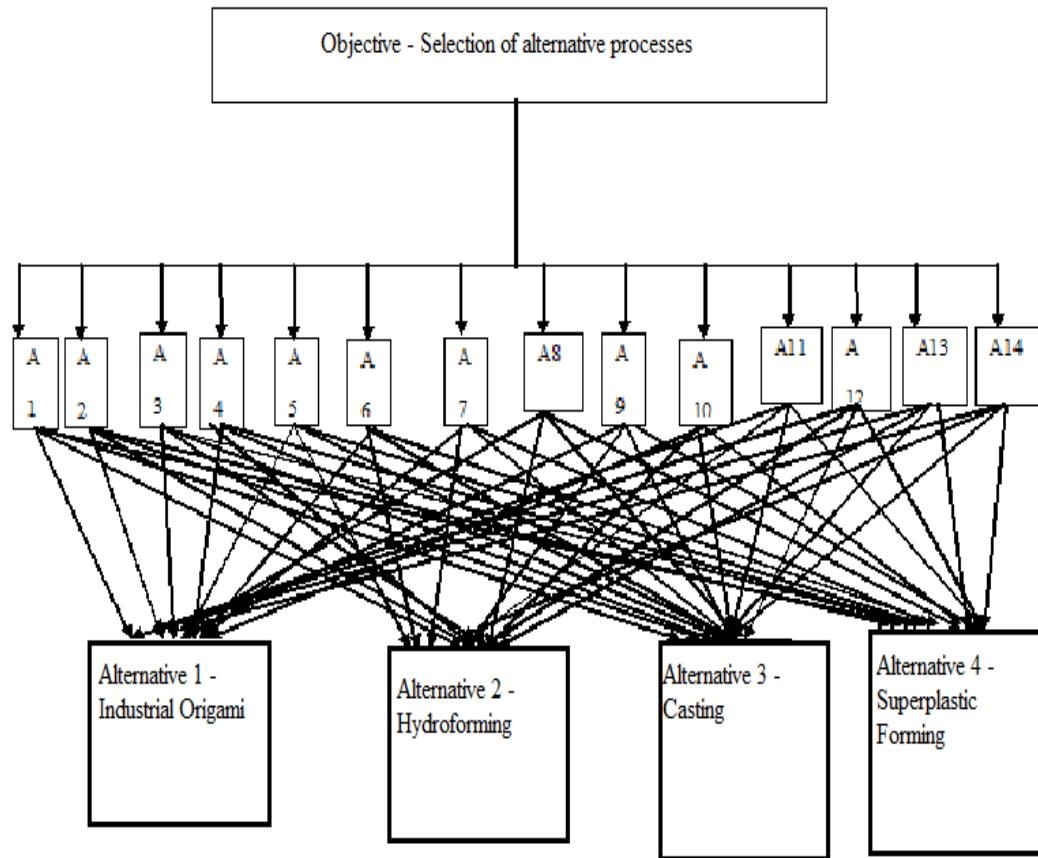 Objective - Selection of alternative processes
A
1
A
2
A
3
A
4
A
5
A
6
A
7
A8
A
9
A
10
A11
A
12
A13
A14
Alternative 1 -
Industrial Origami
Alternative 2 -
Hydroforming
Alternative 3 -
Casting
Alternative 4 -
Superplastic
Forming